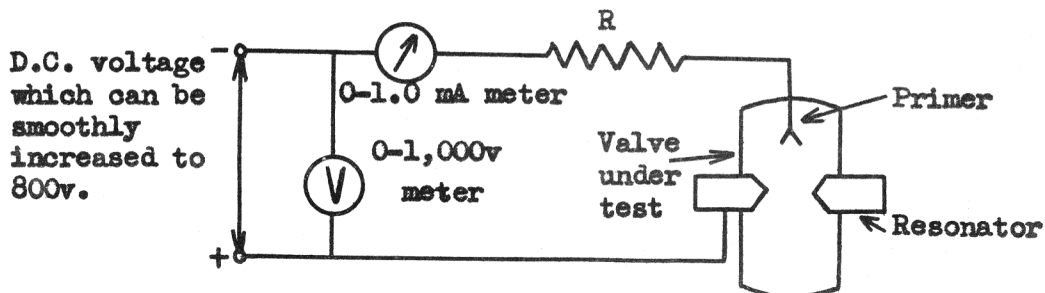 R
D.C. voltage
which can be
smoothly
increased to
800v.
-
+
0-1.0 mA meter
0-1,000v
meter
V
Valve
under
test
Primer
Resonator